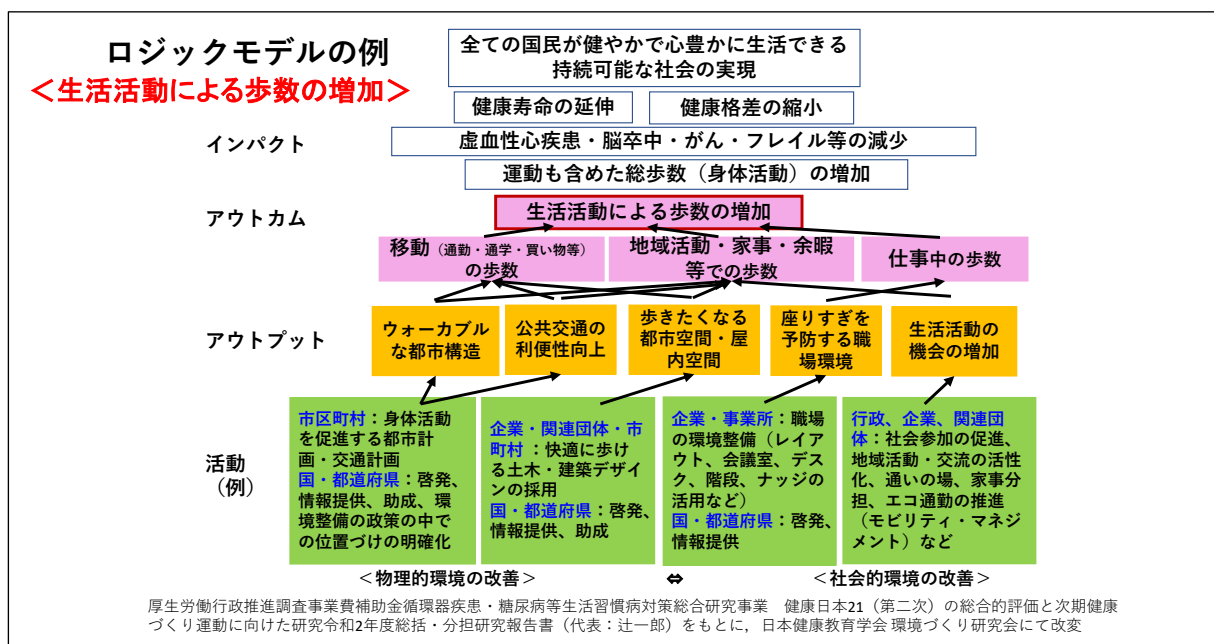 ロジックモデルの例
＜生活活動による歩数の増加＞
全ての国民が健やかで心豊かに生活できる
持続可能な社会の実現
健康寿命の延伸
健康格差の縮小
インパクト
虚血性心疾患・脳卒中・がん・フレイル等の減少
運動も含めた総歩数（身体活動）の増加
アウトカム
生活活動による歩数の増加
移動（通勤・通学・買い物等）
の歩数
地域活動・家事・余暇
等での歩数
仕事中の歩数
アウトプット
ウォーカブル
な都市構造
公共交通の
利便性向上
歩きたくなる
都市空間・屋
内空間
座りすぎを
予防する職
場環境
生活活動の
機会の増加
活動
（例）
市区町村：身体活動
を促進する都市計
画・交通計画
国・都道府県：啓発、
情報提供、助成、環
境整備の政策の中で
の位置づけの明確化
企業・関連団体・市
町村：快適に歩け
る土木・建築デザイ
ンの採用
国・都道府県：啓発、
情報提供、助成
企業・事業所：職場
の環境整備（レイア
ウト、会議室、デス
ク、階段、ナッジの
活用など）
国・都道府県：啓発、
情報提供
行政、企業、関連団
体：社会参加の促進、
地域活動・交流の活性
化、通いの場、家事分
担、エコ通勤の推進
（モビリティ・マネジ
メント）など
＜物理的環境の改善＞ ⇔ ＜社会的環境の改善＞
厚生労働行政推進調査事業費補助金循環器疾患・糖尿病等生活習慣病対策総合研究事業　健康日本21（第二次）の総合的評価と次期健康
づくり運動に向けた研究令和2年度総括・分担研究報告書（代表：辻一郎）をもとに，日本健康教育学会 環境づくり研究会にて改変